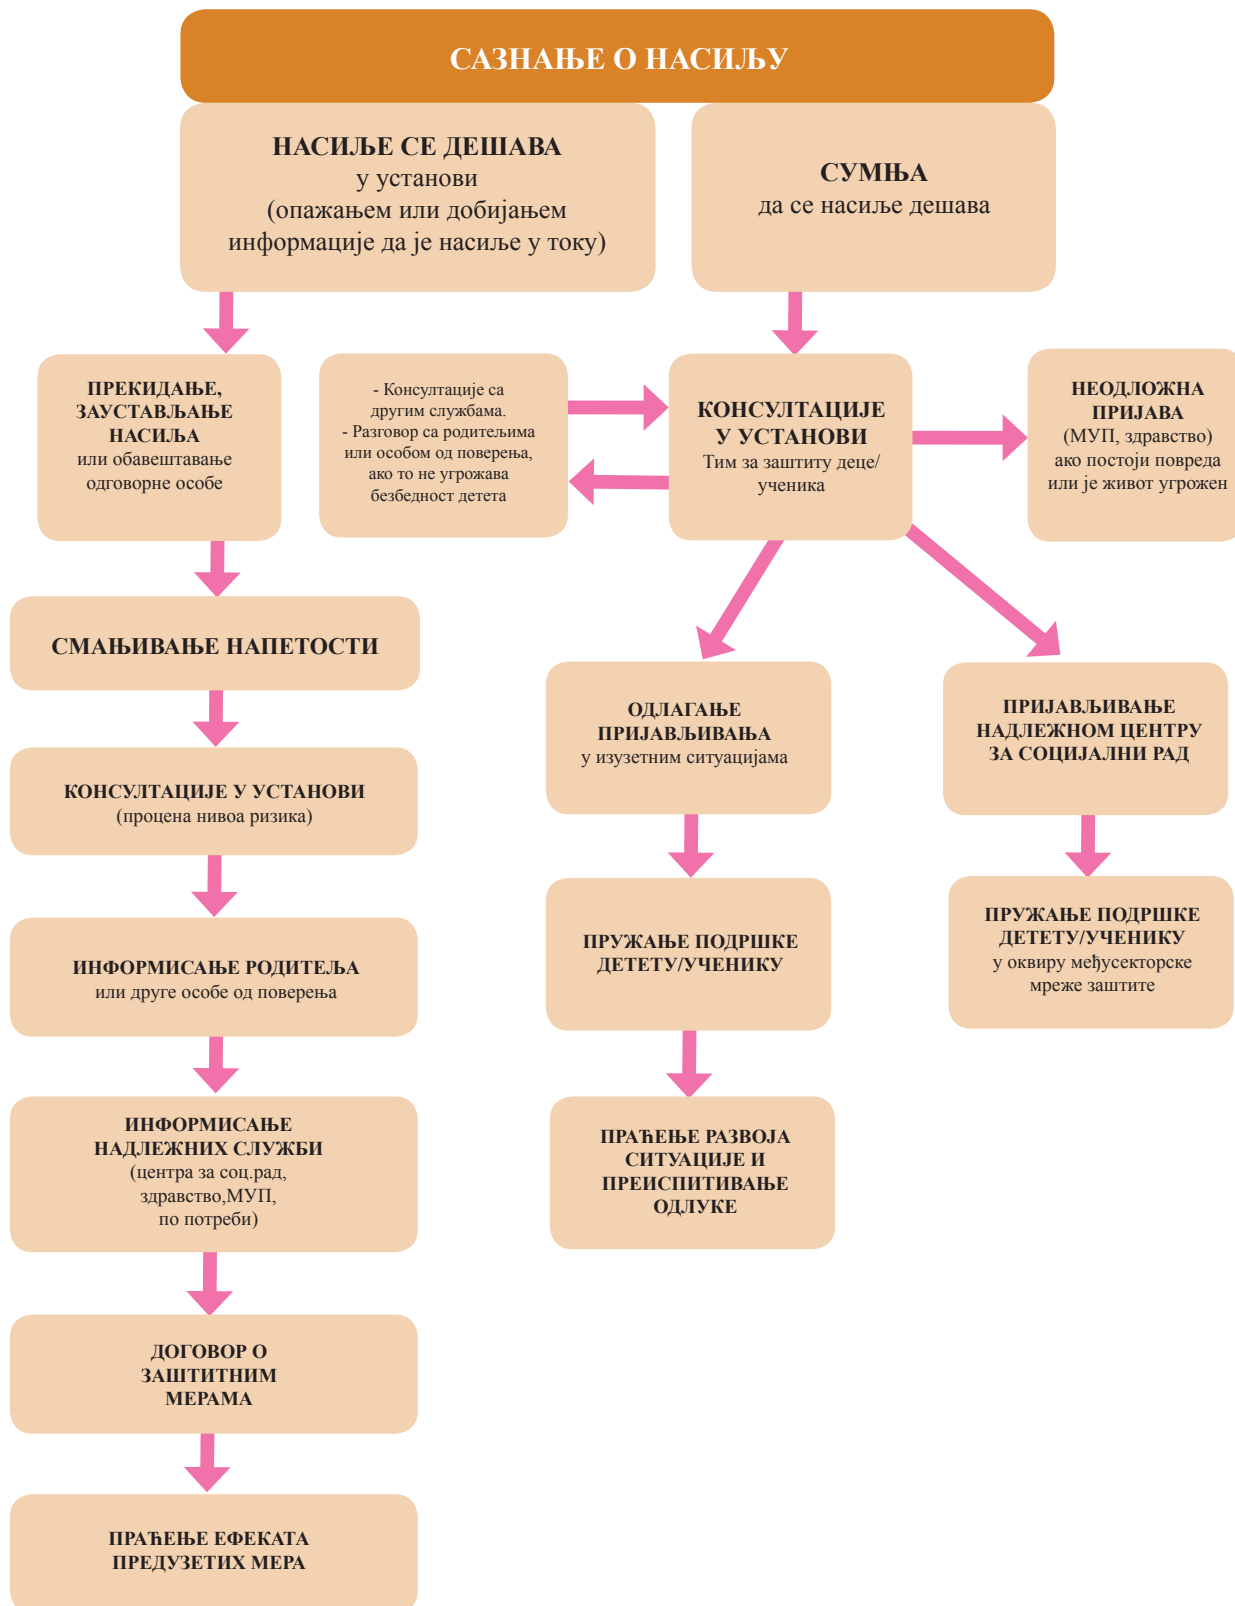 САЗНАЊЕ О НАСИЉУ
НАСИЉЕ СЕ ДЕШАВА
у установи
(опажањем или добијањем
информације да је насиље у току)
СУМЊА
да се насиље дешава
ПРЕКИДАЊЕ,
ЗАУСТАВЉАЊЕ
НАСИЉА
или обавештавање
одговорне особе
- Консултације са
другим службама.
- Разговор са родитељима
или особом од поверења,
ако то не угрожава
безбедност детета
КОНСУЛТАЦИЈЕ
У УСТАНОВИ
Тим за заштиту деце/
ученика
НЕОДЛОЖНА
ПРИЈАВА
(МУП, здравство)
ако постоји повреда
или је живот угрожен
СМАЊИВАЊЕ НАПЕТОСТИ
КОНСУЛТАЦИЈЕ У УСТАНОВИ
(процена нивоа ризика)
ИНФОРМИСАЊЕ РОДИТЕЉА
или друге особе од поверења
ИНФОРМИСАЊЕ
НАДЛЕЖНИХ СЛУЖБИ
(центра за соц.рад,
здравство,МУП,
по потреби)
ДОГОВОР О
ЗАШТИТНИМ
МЕРАМА
ПРАЋЕЊЕ ЕФЕКАТА
ПРЕДУЗЕТИХ МЕРА
ОДЛАГАЊЕ
ПРИЈАВЉИВАЊА
у изузетним ситуацијама
ПРУЖАЊЕ ПОДРШКЕ
ДЕТЕТУ/УЧЕНИКУ
ПРАЋЕЊЕ РАЗВОЈА
СИТУАЦИЈЕ И
ПРЕИСПИТИВАЊЕ
ОДЛУКЕ
ПРИЈАВЉИВАЊЕ
НАДЛЕЖНОМ ЦЕНТРУ
ЗА СОЦИЈАЛНИ РАД
ПРУЖАЊЕ ПОДРШКЕ
ДЕТЕТУ/УЧЕНИКУ
у оквиру међусекторске
мреже заштите